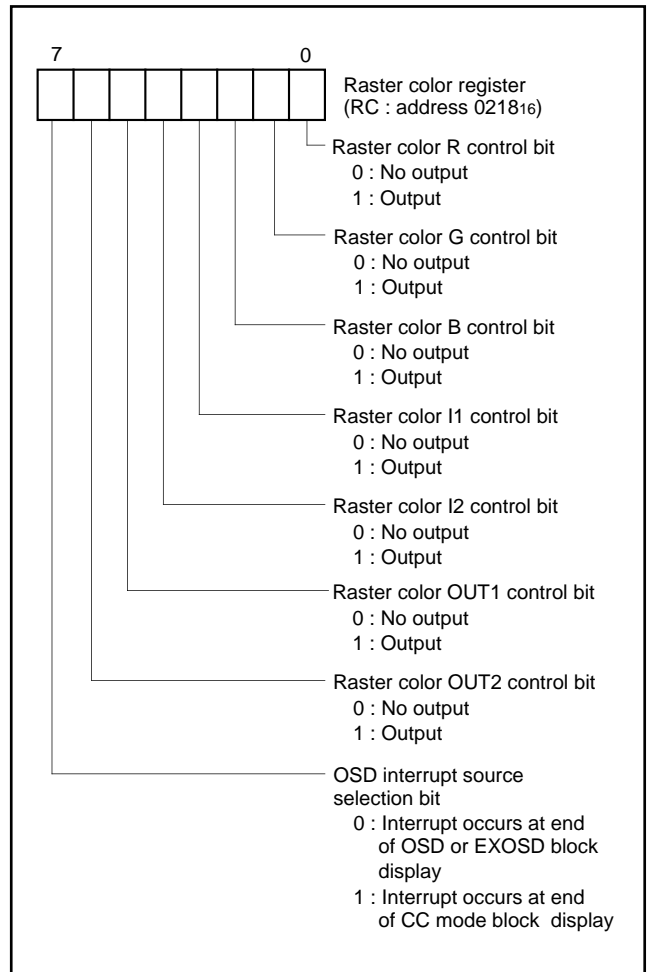 7 0
Raster color register
(RC : address 021816)
Raster color R control bit
0 : No output
1 : Output
Raster color G control bit
0 : No output
1 : Output
Raster color B control bit
0 : No output
1 : Output
Raster color I1 control bit
0 : No output
1 : Output
Raster color I2 control bit
0 : No output
1 : Output
Raster color OUT1 control bit
0 : No output
1 : Output
Raster color OUT2 control bit
0 : No output
1 : Output
OSD interrupt source
selection bit
0 : Interrupt occurs at end
of OSD or EXOSD block
display
1 : Interrupt occurs at end
of CC mode block display